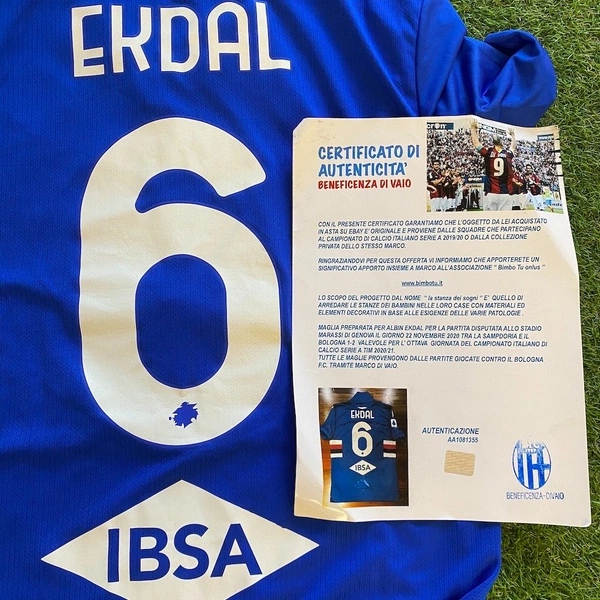 EKDAL
6
IBSA
CERTIFICATO DI
AUTENTICITA'
BENEFICENZA DI VAIO
9
CON IL PRESENTE CERTIFICATO GARANTIAMO CHE L'OGGETTO DA LEI ACQUISTATO
IN ASTA SU EBAY E' ORIGINALE E PROVIENE DALLE SQUADRE CHE PARTECIPANO
AL CAMPIONATO DI CALCIO ITALIANO SERIE A 2019/20 O DALLA COLLEZIONE
PRIVATA DELLO STESSO MARCO.
RINGRAZIANDOVI PER QUESTA OFFERTA VI INFORMIAMO CHE APPORTERETE UN
SIGNIFICATIVO APPORTO INSIEME A MARCO ALL'ASSOCIAZIONE " Bimbo Tu onlus "
www.bimbotu.it
LO SCOPO DEL PROGETTO DAL NOME " la stanza dei sogni " E' QUELLO DI
ARREDARE LE STANZE DEI BAMBINI NELLE LORO CASE CON MATERIALI ED
ELEMENTI DECORATIVI IN BASE ALLE ESIGENZE DELLE VARIE PATOLOGIE .
MAGLIA PREPARATA PER ALBIN EKDAL PER LA PARTITA DISPUTATA ALLO STADIO
MARASSI DI GENOVA IL GIORNO 22 NOVEMBRE 2020 TRA LA SAMPDORIA E IL
BOLOGNA 1-2 VALEVOLE PER L' OTTAVA GIORNATA DEL CAMPIONATO ITALIANO DI
CALCIO SERIE A TIM 2020/21.
TUTTE LE MAGLIE PROVENGONO DALLE PARTITE GIOCATE CONTRO IL BOLOGNA
F.C. TRAMITE MARCO DI VAIO.
EKDAL
6
IBSA
AUTENTICAZIONE
AA1081355
BENEFICENZA-DIVAIO